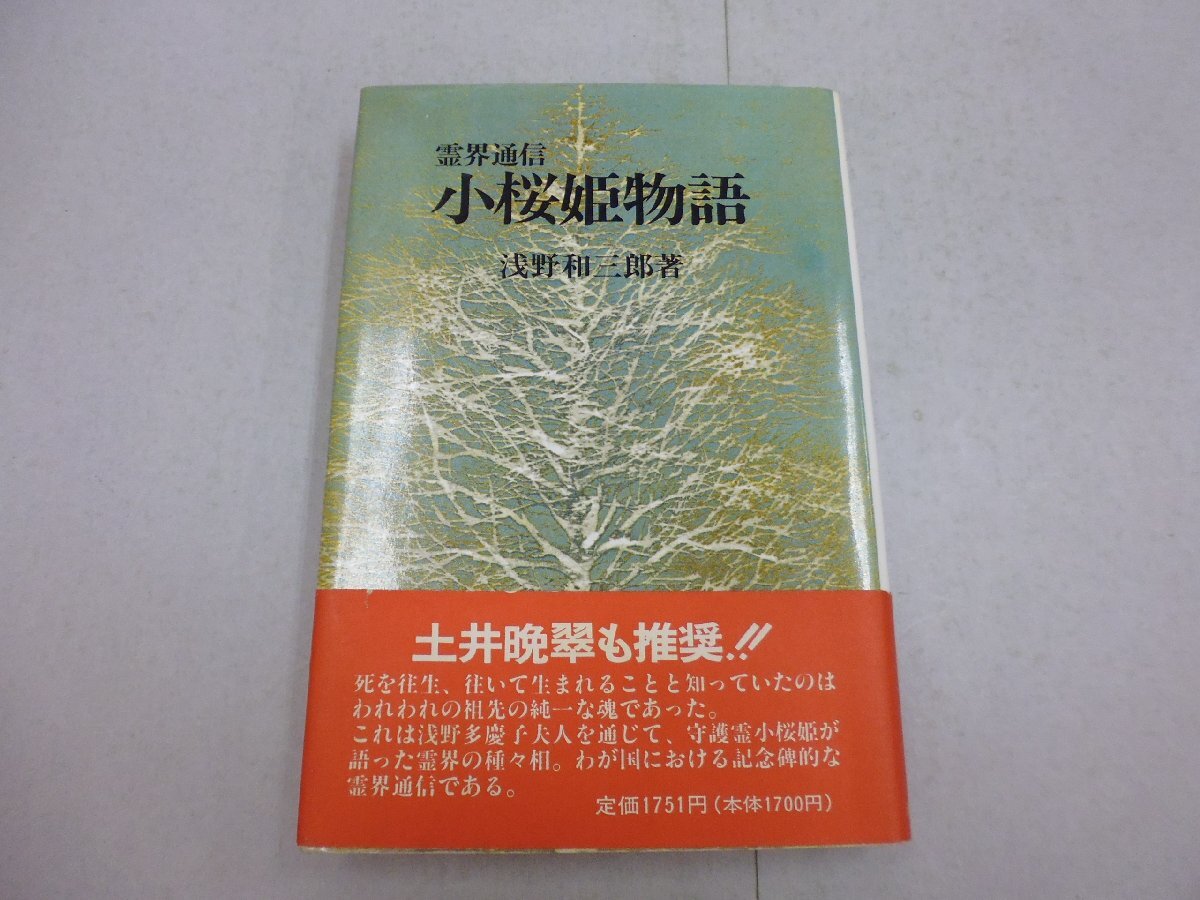 霊界通信
小桜姫物語
浅野和三郎著
土井晩翠も推奨!!
死を往生、往いて生まれることと知っていたのは
われわれの祖先の純一な魂であった。
これは浅野多慶子夫人を通じて、守護霊小桜姫が
語った霊界の種々相。わが国における記念碑的な
霊界通信である。
定価1751円(本体1700円)